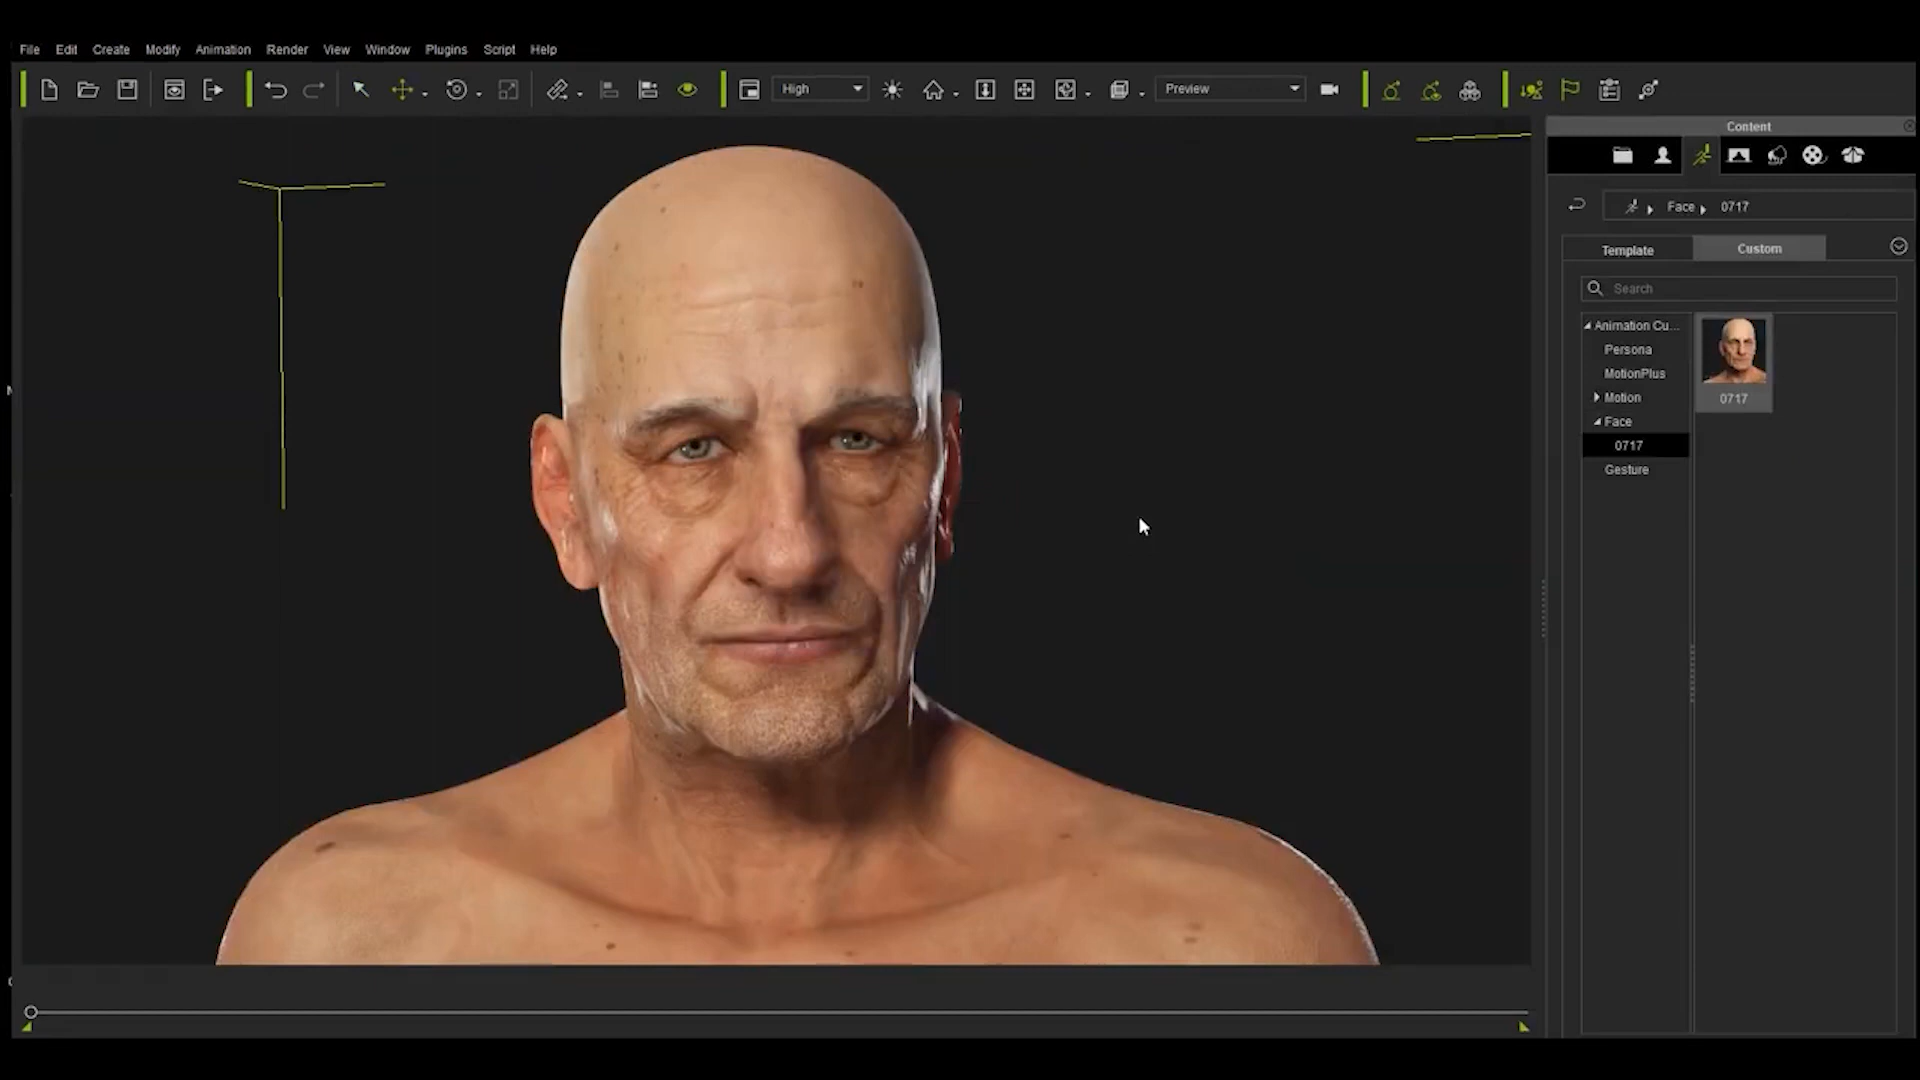 File Edit Create Modify Animation Render View Window Plugins Script Help
High Preview
Content
Face 0717
Template Custom
Search
Animation Cu...
Persona
MotionPlus
Motion
Face
0717
Gesture
0717